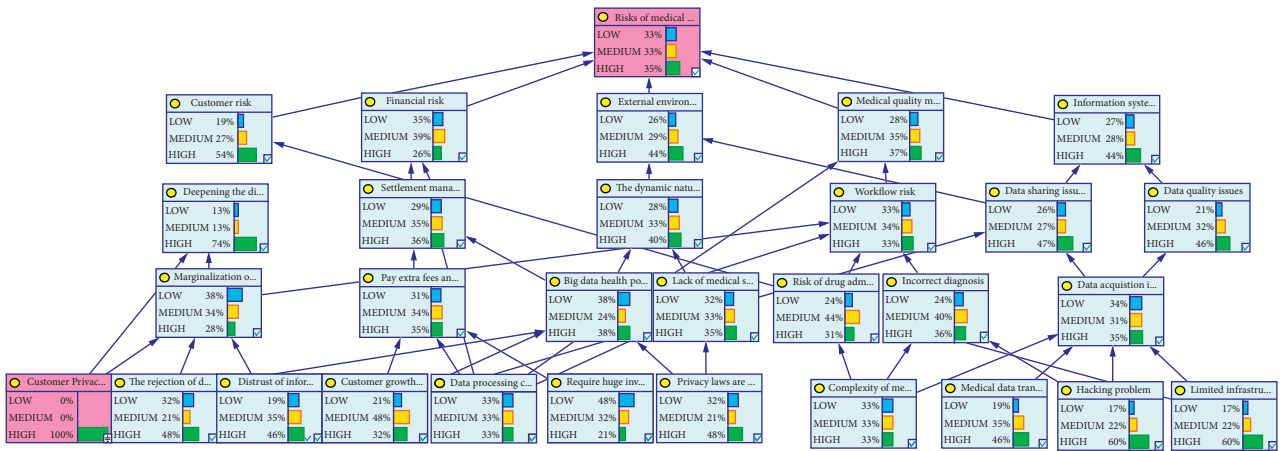 Risks of medical ...
LOW 33%
MEDIUM 33%
HIGH 35%
Customer risk
LOW 19%
MEDIUM 27%
HIGH 54%
Financial risk
LOW 35%
MEDIUM 39%
HIGH 26%
External environ...
LOW 26%
MEDIUM 29%
HIGH 44%
Medical quality m...
LOW 28%
MEDIUM 35%
HIGH 37%
Information syste...
LOW 27%
MEDIUM 28%
HIGH 44%
Deepening the di...
LOW 13%
MEDIUM 13%
HIGH 74%
Settlement mana...
LOW 29%
MEDIUM 35%
HIGH 36%
The dynamic natu...
LOW 28%
MEDIUM 33%
HIGH 40%
Workflow risk
LOW 33%
MEDIUM 34%
HIGH 33%
Data sharing issu...
LOW 26%
MEDIUM 27%
HIGH 47%
Data quality issues
LOW 21%
MEDIUM 32%
HIGH 46%
Marginalization o...
LOW 38%
MEDIUM 34%
HIGH 28%
Pay extra fees an...
LOW 31%
MEDIUM 34%
HIGH 35%
Big data health po...
LOW 38%
MEDIUM 24%
HIGH 38%
Lack of medical s...
LOW 32%
MEDIUM 33%
HIGH 35%
Risk of drug adm...
LOW 24%
MEDIUM 44%
HIGH 31%
Incorrect diagnosis
LOW 24%
MEDIUM 40%
HIGH 36%
Data acquistion i...
LOW 34%
MEDIUM 31%
HIGH 35%
Customer Privac...
LOW 0%
MEDIUM 0%
HIGH 100%
The rejection of d...
LOW 32%
MEDIUM 21%
HIGH 48%
Distrust of infor...
LOW 19%
MEDIUM 35%
HIGH 46%
Customer growth...
LOW 21%
MEDIUM 48%
HIGH 32%
Data processing c...
LOW 33%
MEDIUM 33%
HIGH 33%
Require huge inv...
LOW 48%
MEDIUM 32%
HIGH 21%
Privacy laws are ...
LOW 32%
MEDIUM 21%
HIGH 48%
Complexity of me...
LOW 33%
MEDIUM 33%
HIGH 33%
Medical data tran...
LOW 19%
MEDIUM 35%
HIGH 46%
Hacking problem
LOW 17%
MEDIUM 22%
HIGH 60%
Limited infrastru...
LOW 17%
MEDIUM 22%
HIGH 60%